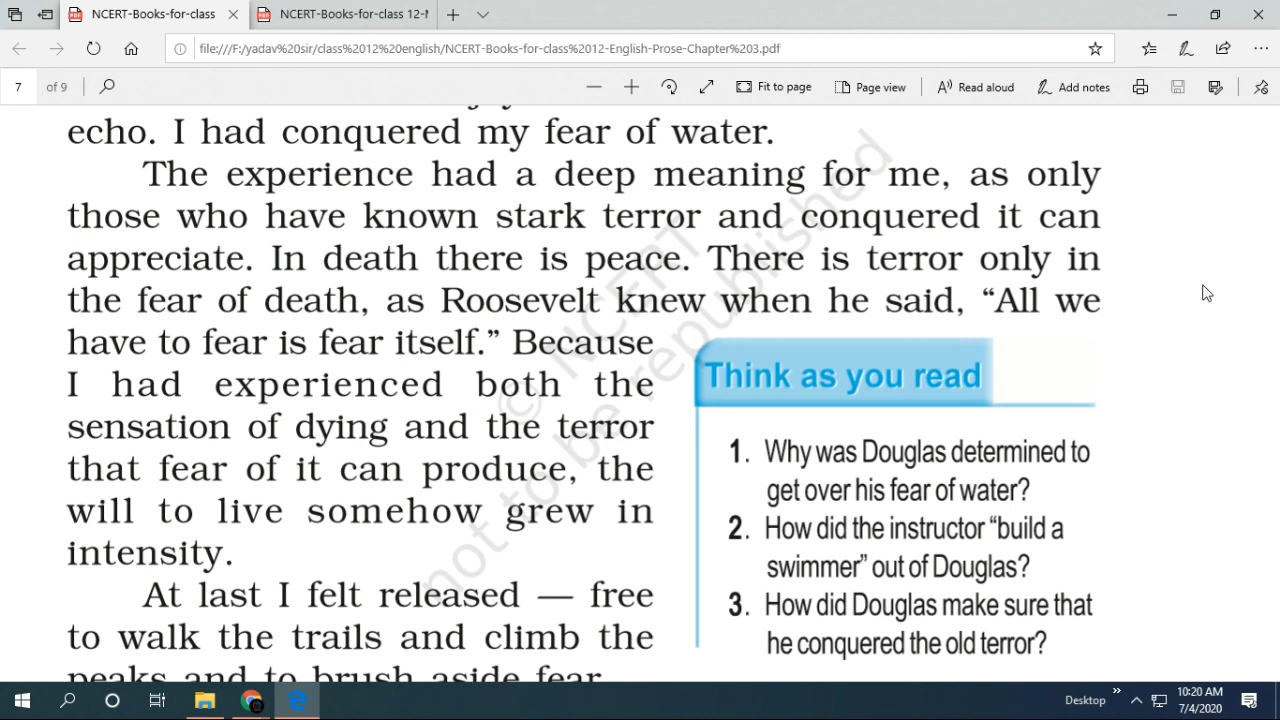 NCERT-Books-for-class
NCERT-Books-for-class 12-
file:///F:/yadav%20sir/class%2012%20english/NCERT-Books-for-class%2012-English-Prose-Chapter%203.pdf
7 of 9
Fit to page
Page view
Read aloud
Add notes
echo. I had conquered my fear of water.
The experience had a deep meaning for me, as only
those who have known stark terror and conquered it can
appreciate. In death there is peace. There is terror only in
the fear of death, as Roosevelt knew when he said, “All we
have to fear is fear itself.” Because
I had experienced both the
sensation of dying and the terror
that fear of it can produce, the
will to live somehow grew in
intensity.
At last I felt released — free
to walk the trails and climb the
peaks and to brush aside fear.
Think as you read
1. Why was Douglas determined to
get over his fear of water?
2. How did the instructor “build a
swimmer” out of Douglas?
3. How did Douglas make sure that
he conquered the old terror?
© NCERT
not to be republished
Desktop
10:20 AM
7/4/2020